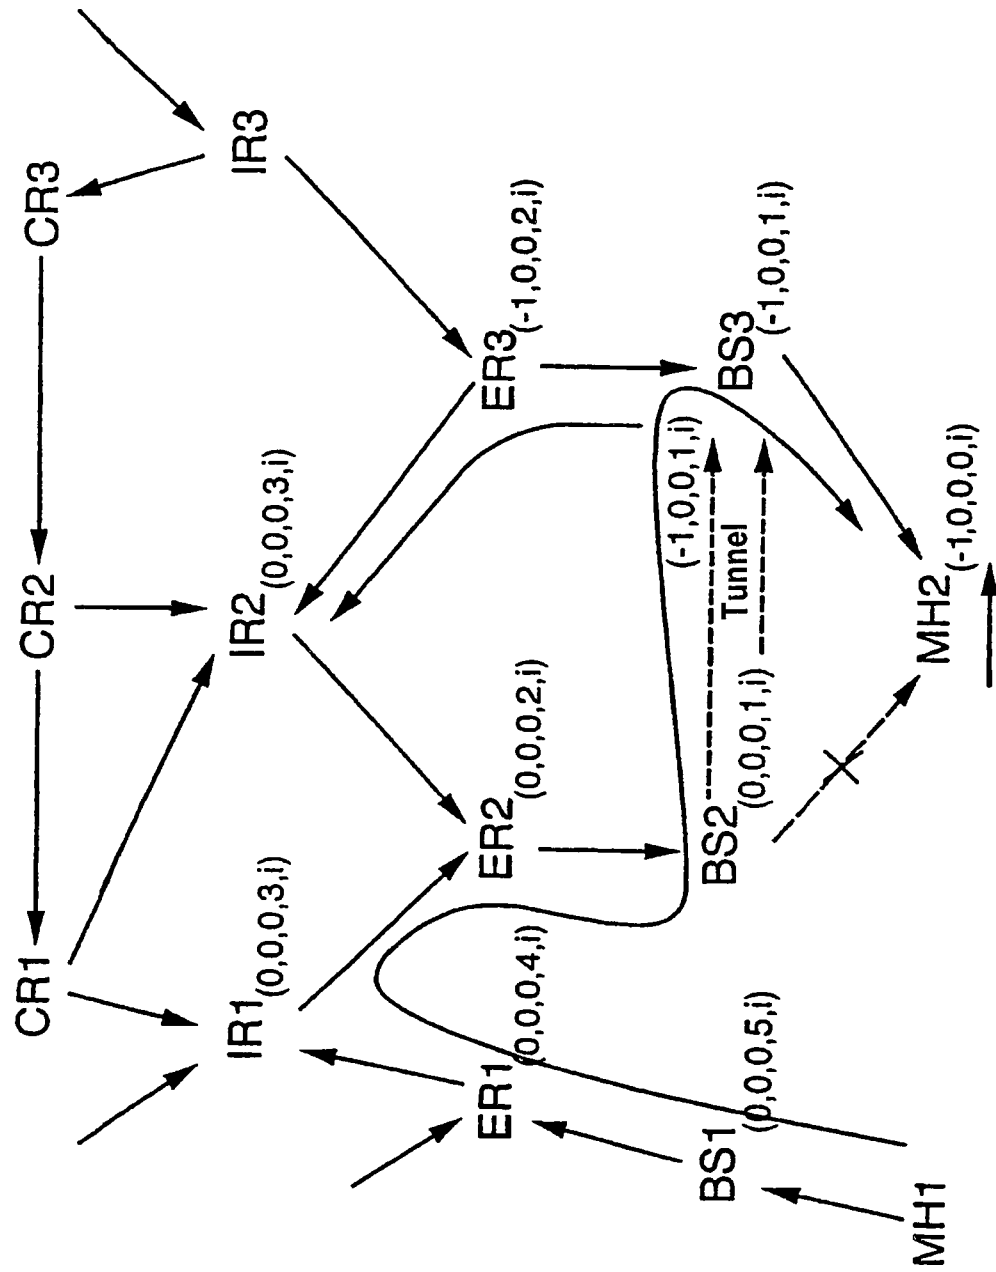 CR1
CR2
CR3
IR1 (0,0,0,3,i)
IR2 (0,0,0,3,i)
IR3
ER1 (0,0,0,4,i)
ER2 (0,0,0,2,i)
ER3 (-1,0,0,2,i)
BS1 (0,0,0,5,i)
BS2 (0,0,0,1,i)
Tunnel
(-1,0,0,1,i)
BS3 (-1,0,0,1,i)
MH1
MH2 (-1,0,0,0,i)